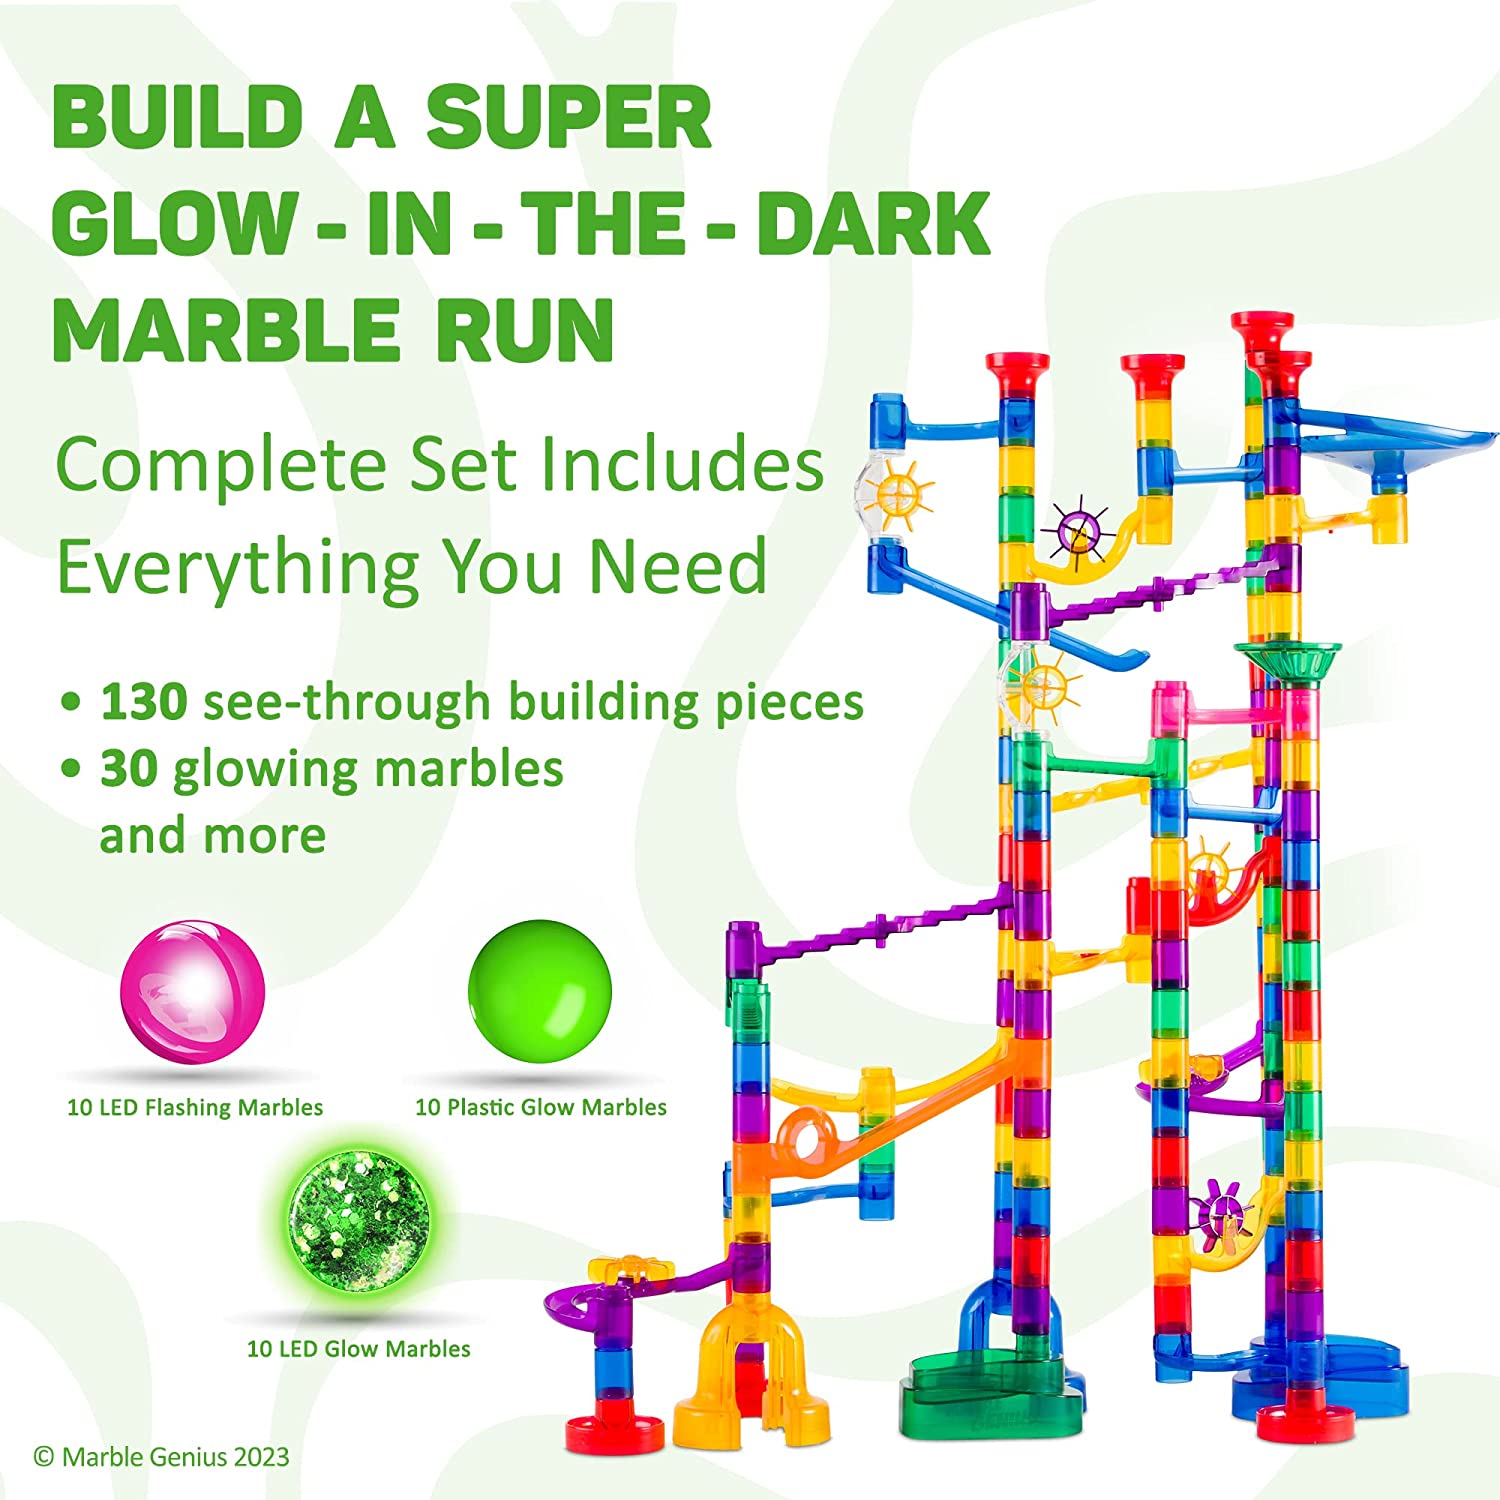 BUILD A SUPER
GLOW - IN - THE - DARK
MARBLE RUN
Complete Set Includes
Everything You Need
• 130 see-through building pieces
• 30 glowing marbles
and more
10 LED Flashing Marbles
10 Plastic Glow Marbles
10 LED Glow Marbles
GENIUS
© Marble Genius 2023